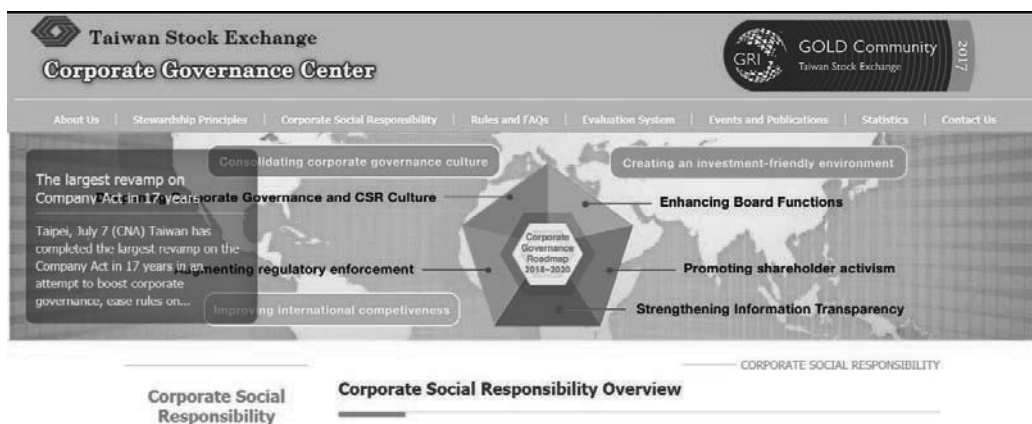 Taiwan Stock Exchange
Corporate Governance Center
GRI
GOLD Community
Taiwan Stock Exchange
2017
About Us | Stewardship Principles | Corporate Social Responsibility | Rules and FAQs | Evaluation System | Events and Publications | Statistics | Contact Us
Consolidating corporate governance culture
Creating an investment-friendly environment
The largest revamp on
Company Act in 17 years
Corporate Governance and CSR Culture
Enhancing Board Functions
Taipei, July 7 (CNA) Taiwan has
completed the largest revamp on the
Company Act in 17 years in an
attempt to boost corporate
governance, ease rules on...
Corporate
Governance
Roadmap
2018~2020
regulatory enforcement
Promoting shareholder activism
Improving international competiveness
Strengthening Information Transparency
CORPORATE SOCIAL RESPONSIBILITY
Corporate Social
Responsibility
Corporate Social Responsibility Overview